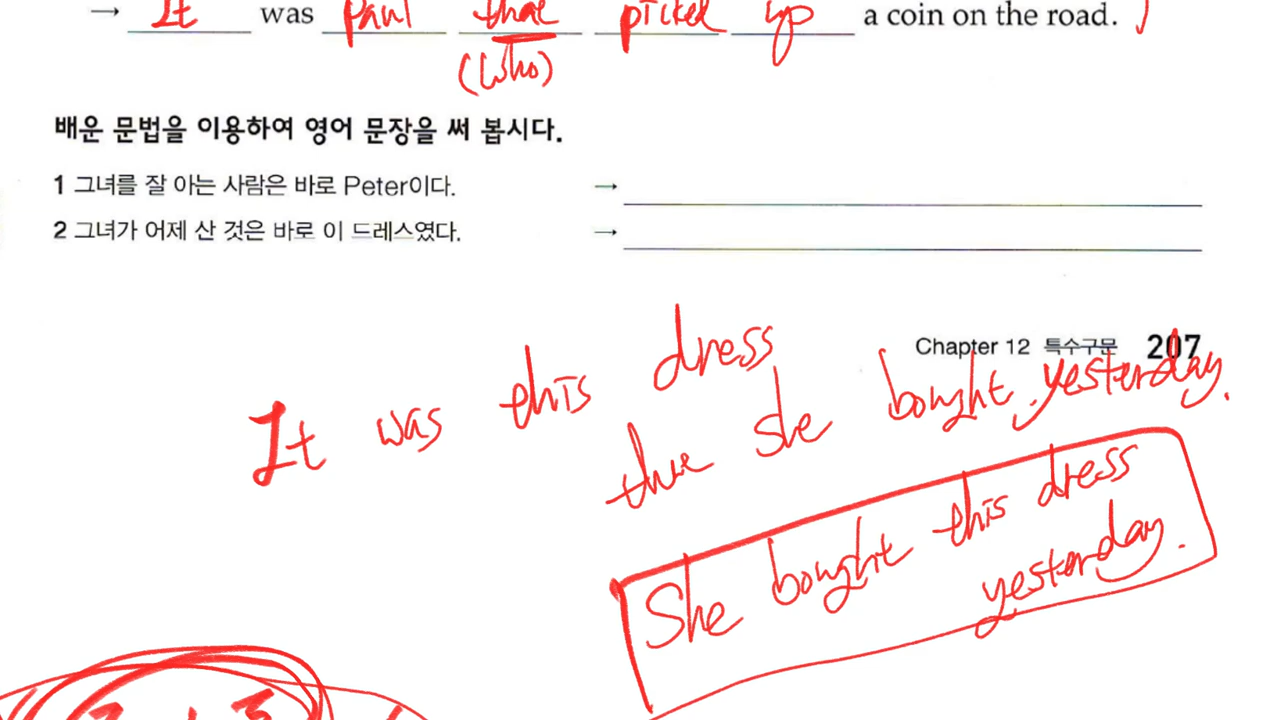 → It was Paul that picked up a coin on the road.
(who)
배운 문법을 이용하여 영어 문장을 써 봅시다.
1 그녀를 잘 아는 사람은 바로 Peter이다. →
2 그녀가 어제 산 것은 바로 이 드레스였다. →
Chapter 12 특수구문 207
It was this dress
that she bought yesterday.
She bought this dress
yesterday.